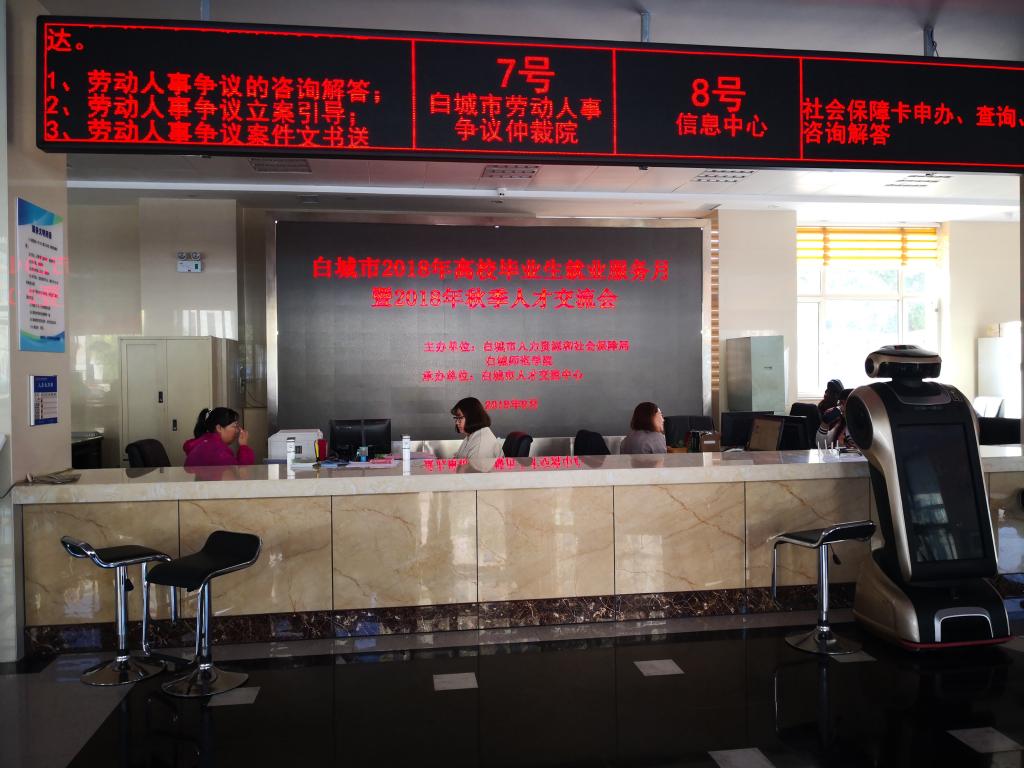 达。
1、劳动人事争议的咨询解答；
2、劳动人事争议立案引导；
3、劳动人事争议案件文书送
7号
白城市劳动人事
争议仲裁院
8号
信息中心
社会保障卡申办、查询、
咨询解答
白城市2018年高校毕业生就业服务月
暨2018年秋季人才交流会
主办单位：白城市人力资源和社会保障局
白城师范学院
承办单位：白城市人才交流中心
2018年9月